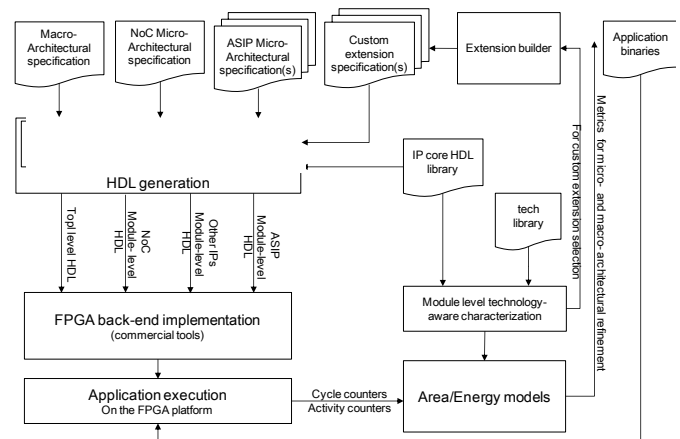 Macro-
Architectural
specification
NoC Micro-
Architectural
specification
ASIP Micro-
Architectural
specification(s)
Custom
extension
specification(s)
Extension builder
Application
binaries
HDL generation
IP core HDL
library
tech
library
For custom extension selection
Metrics for micro- and macro- architectural refinement
Topl level HDL
NoC
Module- level
HDL
Other IPs
Module-level
HDL
ASIP
Module-level
HDL
Module level technology-
aware characterization
FPGA back-end implementation
(commercial tools)
Application execution
On the FPGA platform
Cycle counters
Activity counters
Area/Energy models